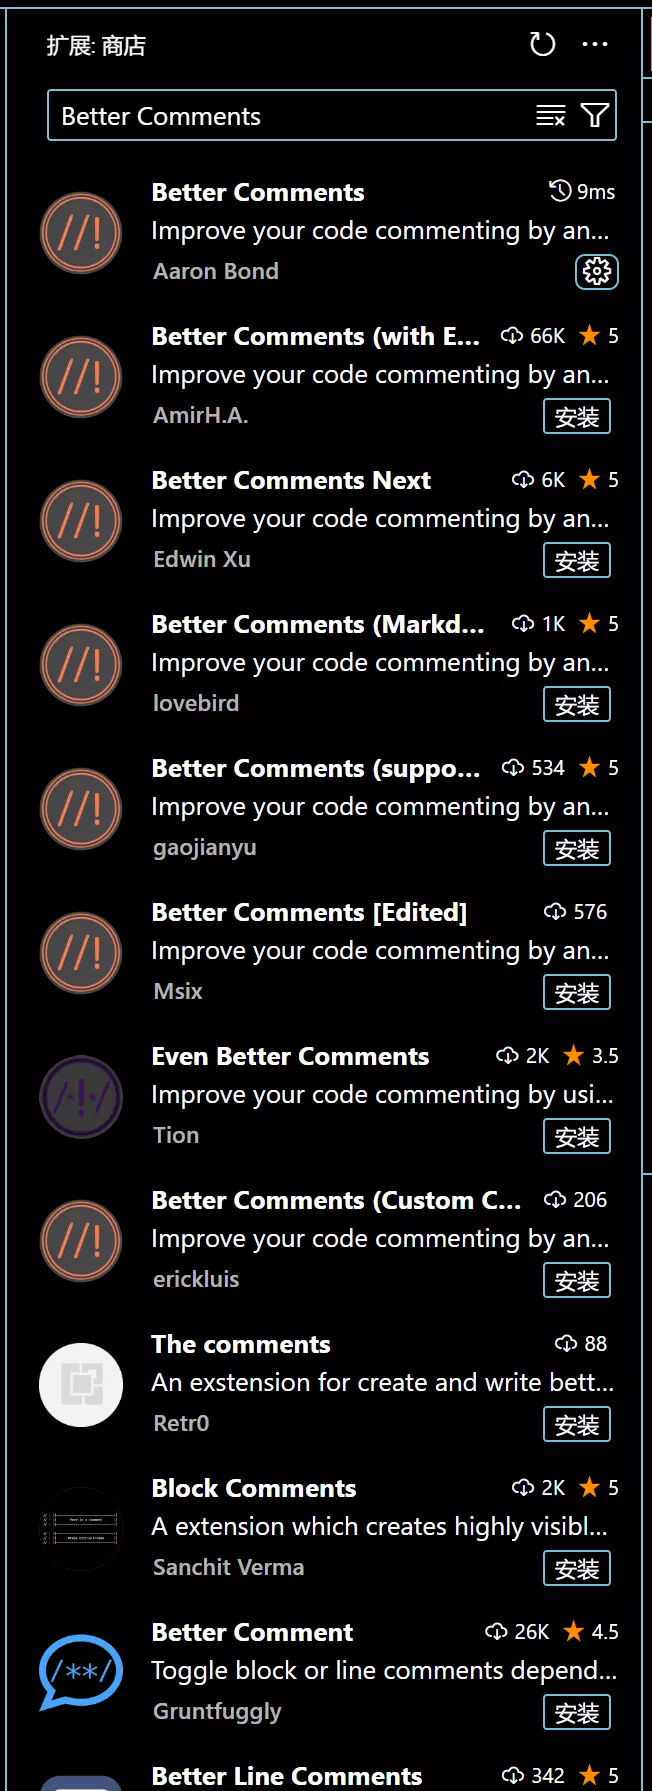 扩展: 商店
Better Comments
Better Comments 9ms
Improve your code commenting by an...
Aaron Bond
Better Comments (with E... 66K ★ 5
Improve your code commenting by an...
AmirH.A.
安装
Better Comments Next 6K ★ 5
Improve your code commenting by an...
Edwin Xu
安装
Better Comments (Markd... 1K ★ 5
Improve your code commenting by an...
lovebird
安装
Better Comments (suppo... 534 ★ 5
Improve your code commenting by an...
gaojianyu
安装
Better Comments [Edited] 576
Improve your code commenting by an...
Msix
安装
Even Better Comments 2K ★ 3.5
Improve your code commenting by usi...
Tion
安装
Better Comments (Custom C... 206
Improve your code commenting by an...
erickluis
安装
The comments 88
An exstension for create and write bett...
Retr0
安装
Block Comments 2K ★ 5
A extension which creates highly visibl...
Sanchit Verma
安装
Better Comment 26K ★ 4.5
Toggle block or line comments depend...
Gruntfuggly
安装
Better Line Comments 342 ★ 5